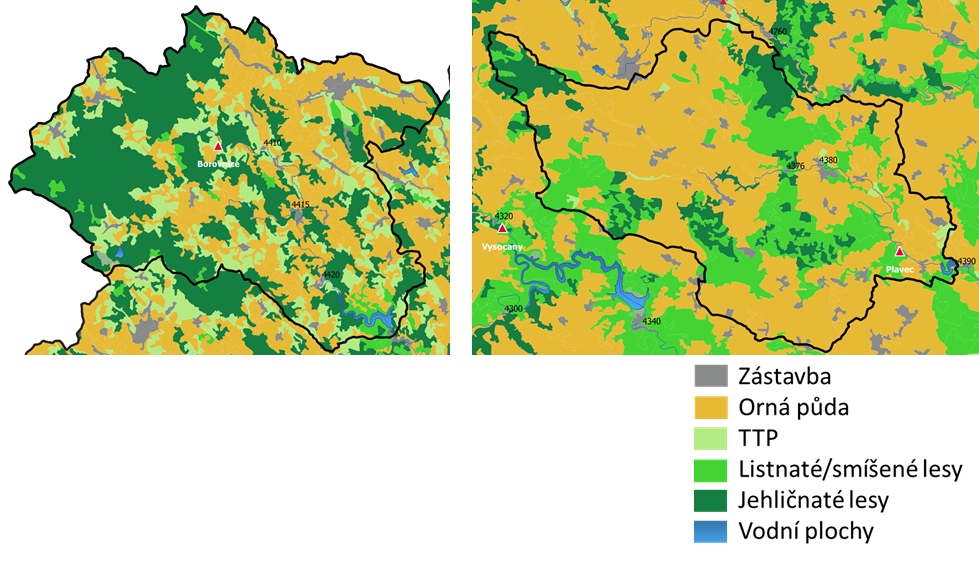 Borovnice
4410
4415
4420
4760
4376
4380
4320
Vysocany
Plavec
4390
4300
4340
Zástavba
Orná půda
TTP
Listnaté/smíšené lesy
Jehličnaté lesy
Vodní plochy